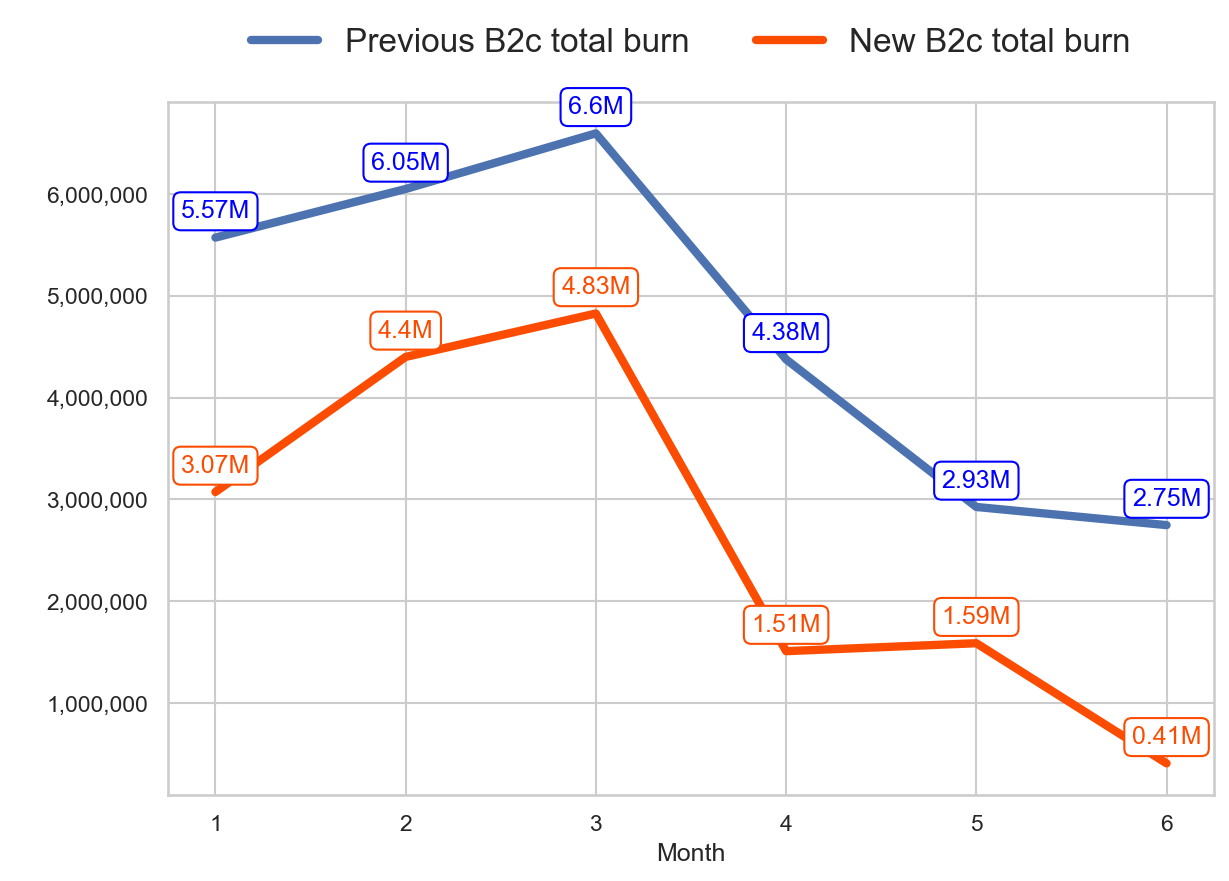 Previous B2c total burn New B2c total burn
6.6M
6.05M
6,000,000
5.57M
5,000,000
4.83M
4.4M
4.38M
4,000,000
3.07M
3,000,000
2.93M
2.75M
2,000,000
1.51M
1.59M
1,000,000
0.41M
1 2 3 4 5 6
Month